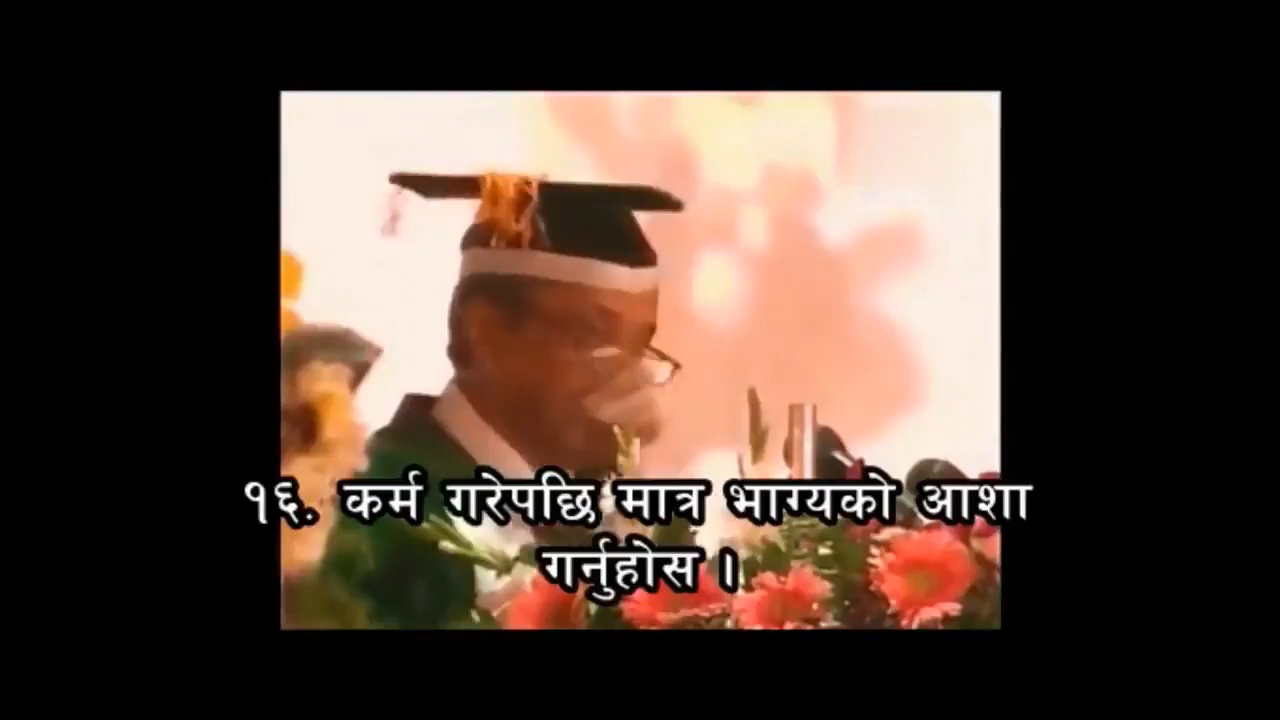 १६. कर्म गरेपछि मात्र भाग्यको आशा
गर्नुहोस ।